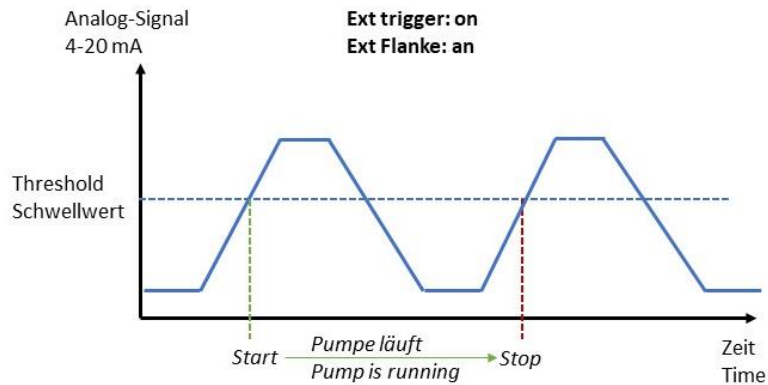 Analog-Signal
4-20 mA
Ext trigger: on
Ext Flanke: an
Threshold
Schwellwert
Start
Pumpe läuft
Pump is running
Stop
Zeit
Time